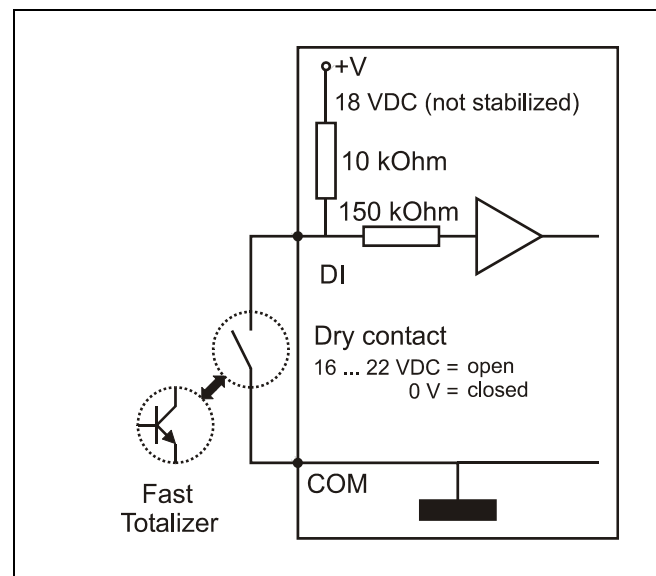 +V
18 VDC (not stabilized)
10 kOhm
150 kOhm
DI
Dry contact
16 ... 22 VDC = open
0 V = closed
COM
Fast
Totalizer